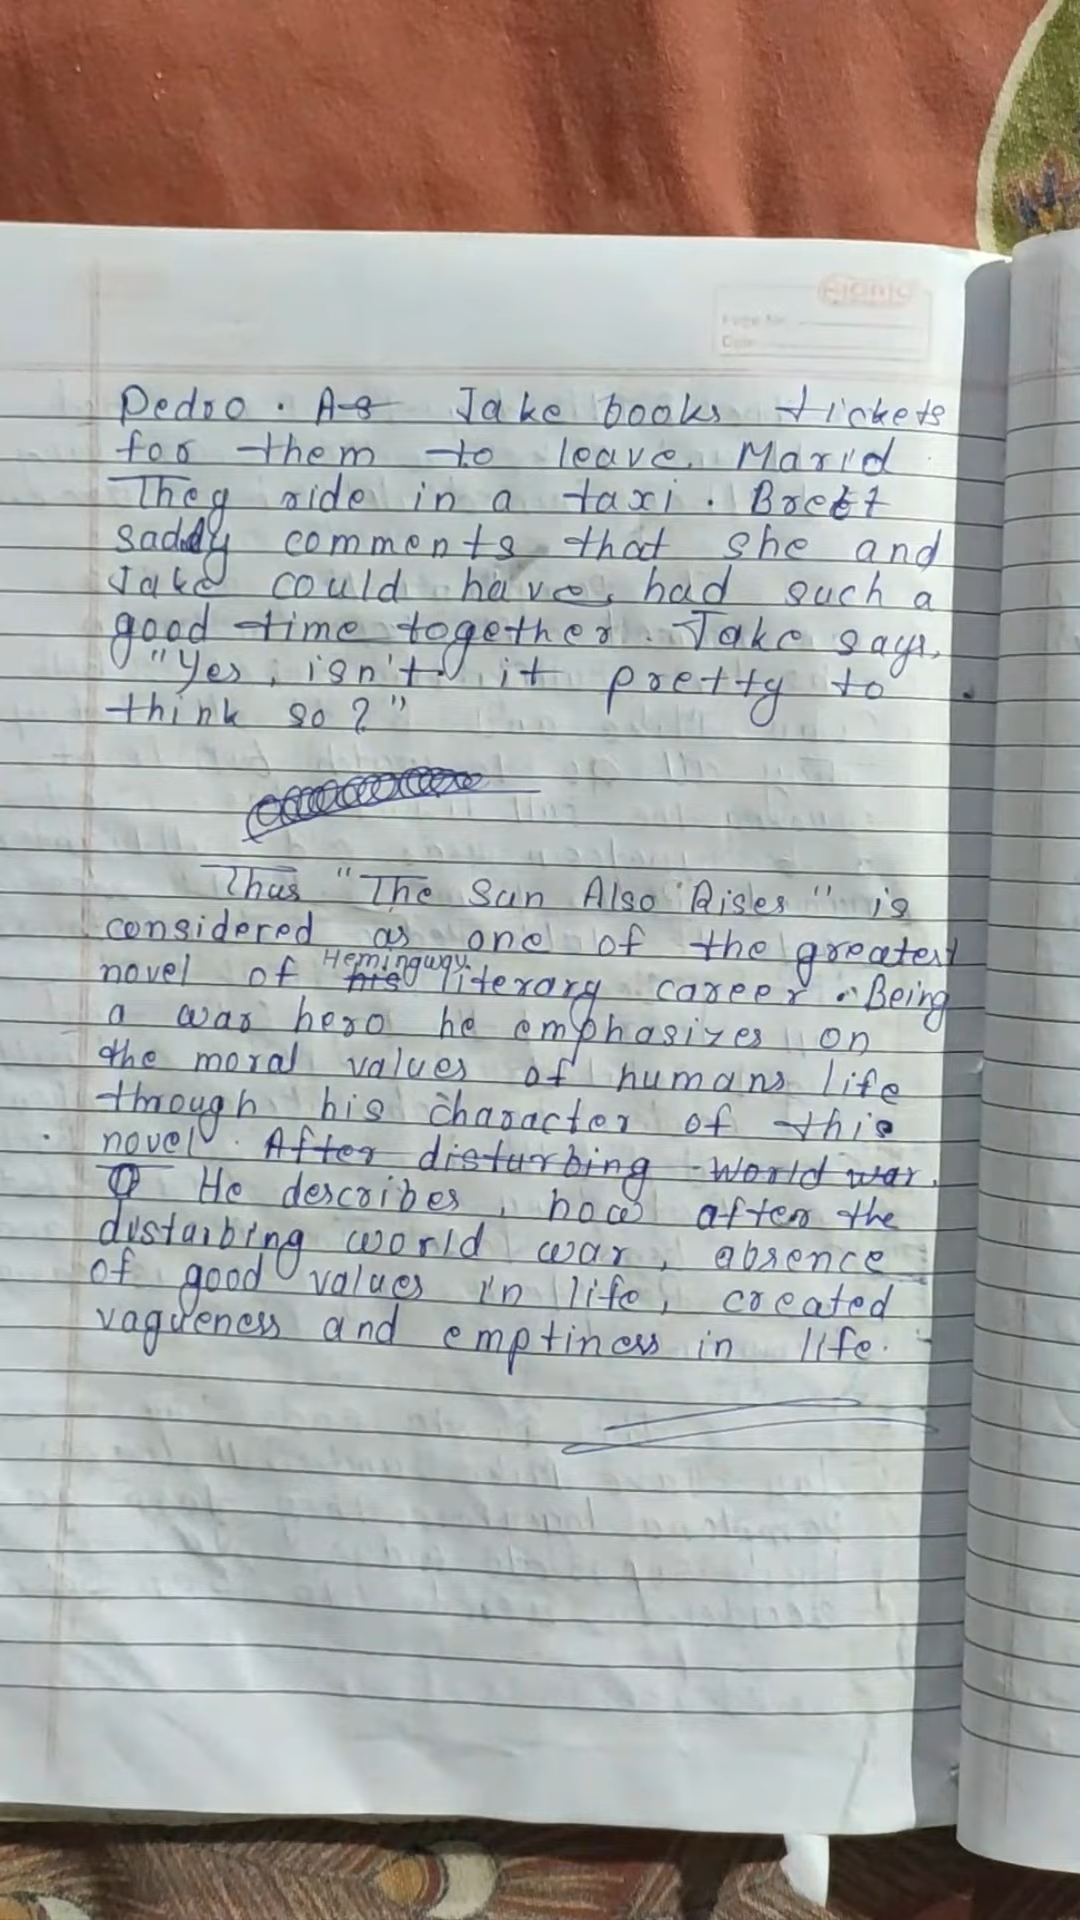 Pedro. As Jake books tickets
for them to leave. Marid
They ride in a taxi. Brett
sadly comments that she and
Jake could have, had such a
good time together. Jake says,
"Yes, isn't it pretty to
think so?"
Thus "The Sun Also Rises" is
considered as one of the greatest
Hemingway.
novel of his literary career. Being
a war hero he emphasizes on
the moral values of humans life
through his character of this
novel. After disturbing world war.
He describes, how after the
disturbing world war, absence
of good values in life, created
vagueness and emptiness in life.